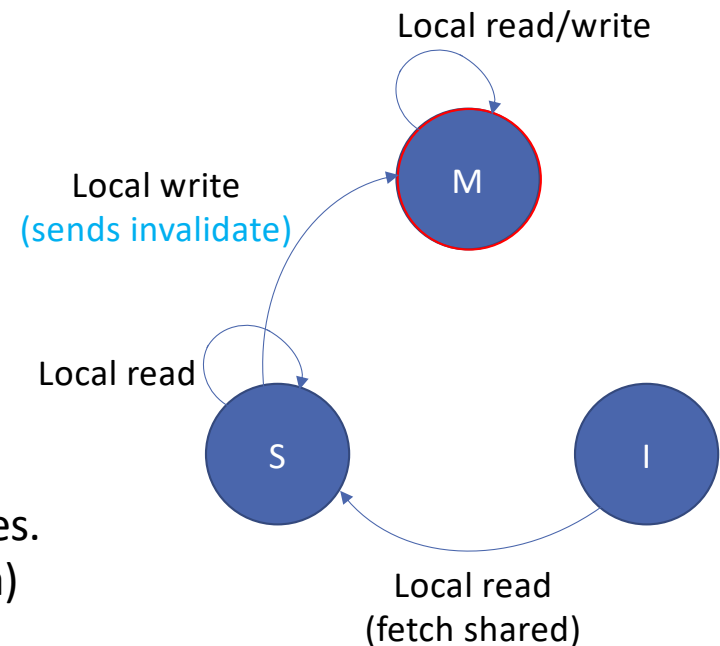 Local read/write
M
Local write
(sends invalidate)
Local read
S
I
es.
)
Local read
(fetch shared)